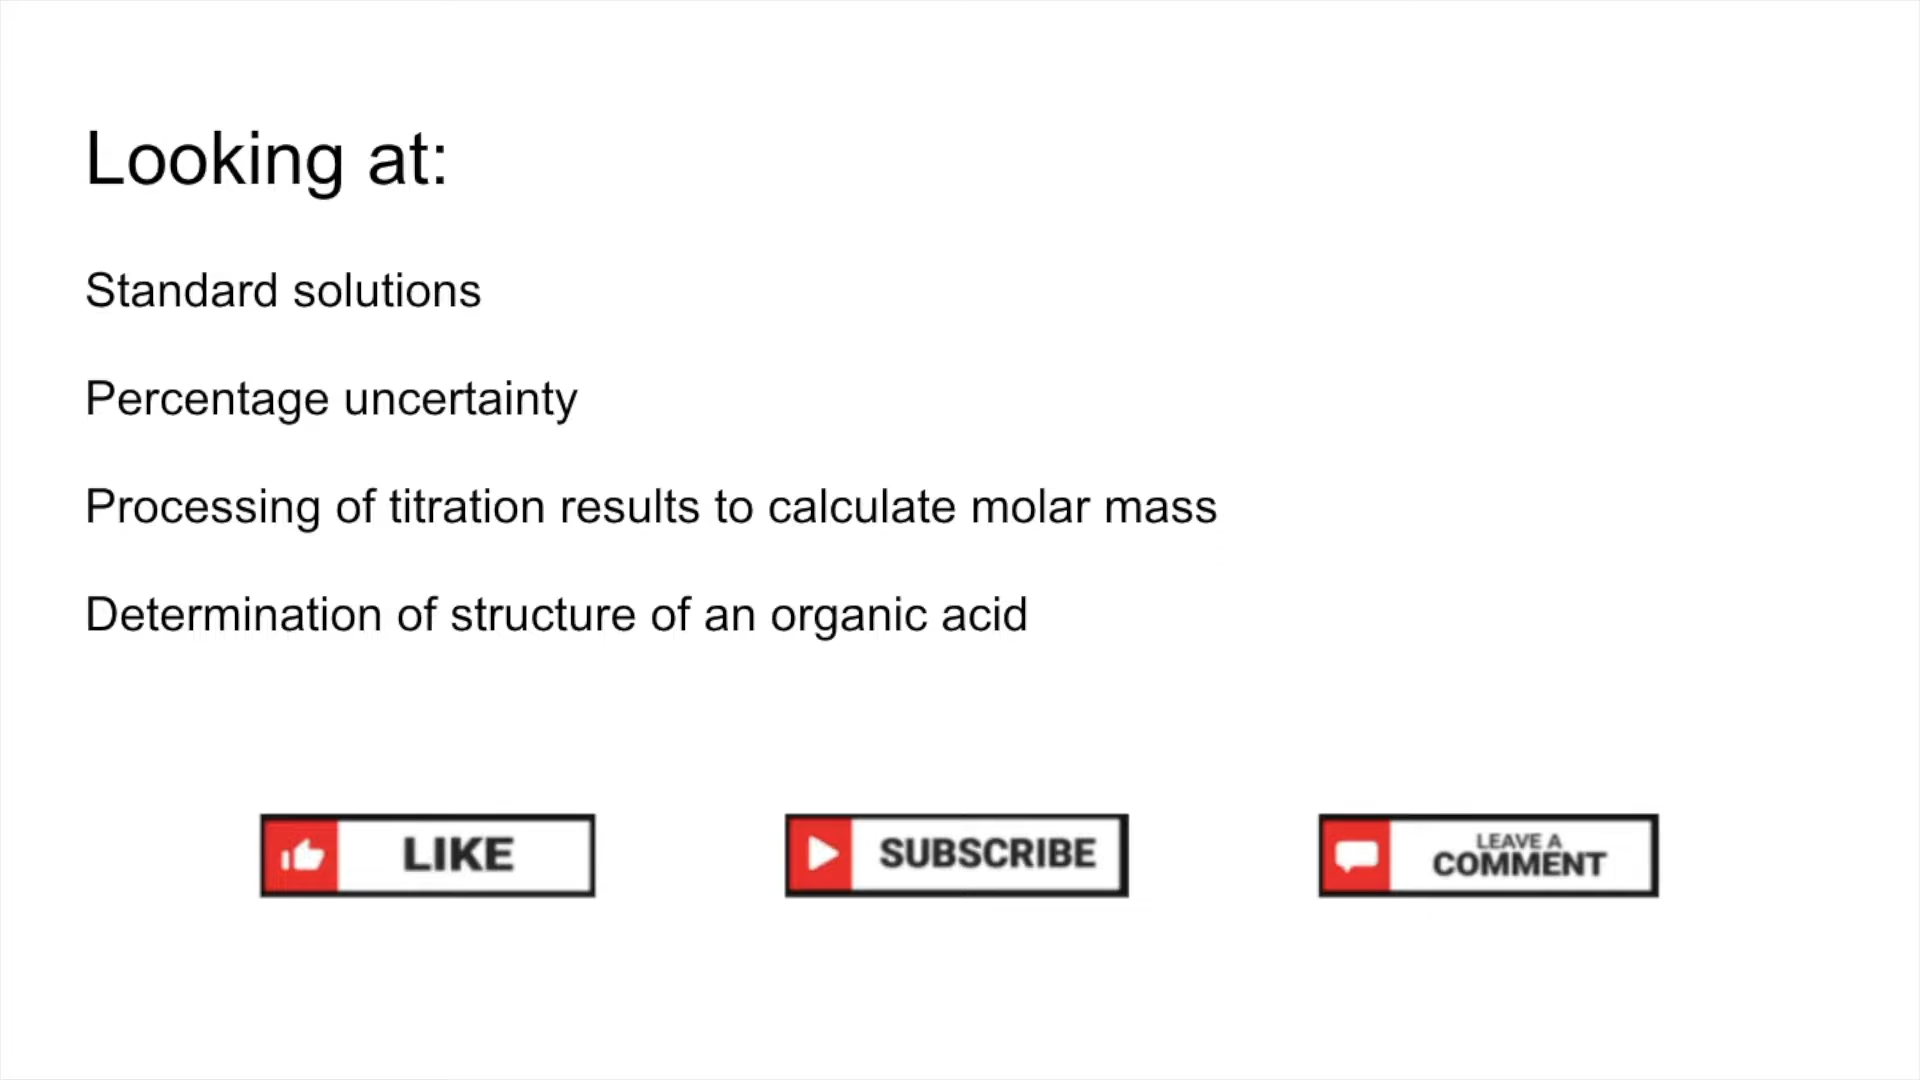 Looking at:
Standard solutions
Percentage uncertainty
Processing of titration results to calculate molar mass
Determination of structure of an organic acid
LIKE
SUBSCRIBE
LEAVE A
COMMENT